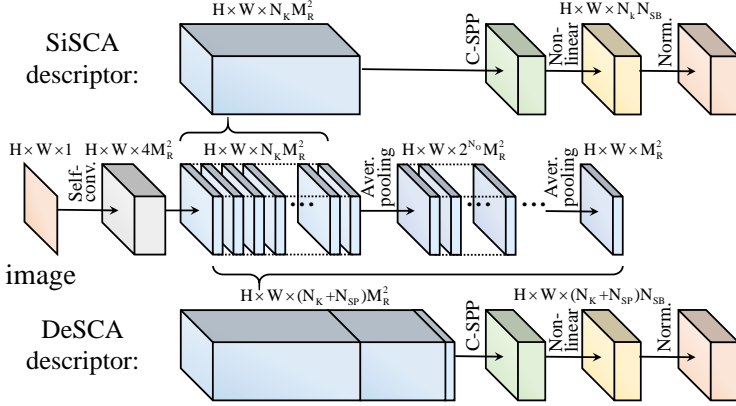 H×W×N_K M_R^2
H×W×N_k N_SB
SiSCA
descriptor:
C-SPP
Non-
linear
Norm.
H×W×1
H×W×4M_R^2
H×W×N_K M_R^2
H×W×2^{N_O} M_R^2
H×W×M_R^2
Self-
conv.
Aver.
pooling
...
...
Aver.
pooling
...
image
H×W×(N_K+N_SP)M_R^2
H×W×(N_K+N_SP)N_SB
DeSCA
descriptor:
C-SPP
Non-
linear
Norm.